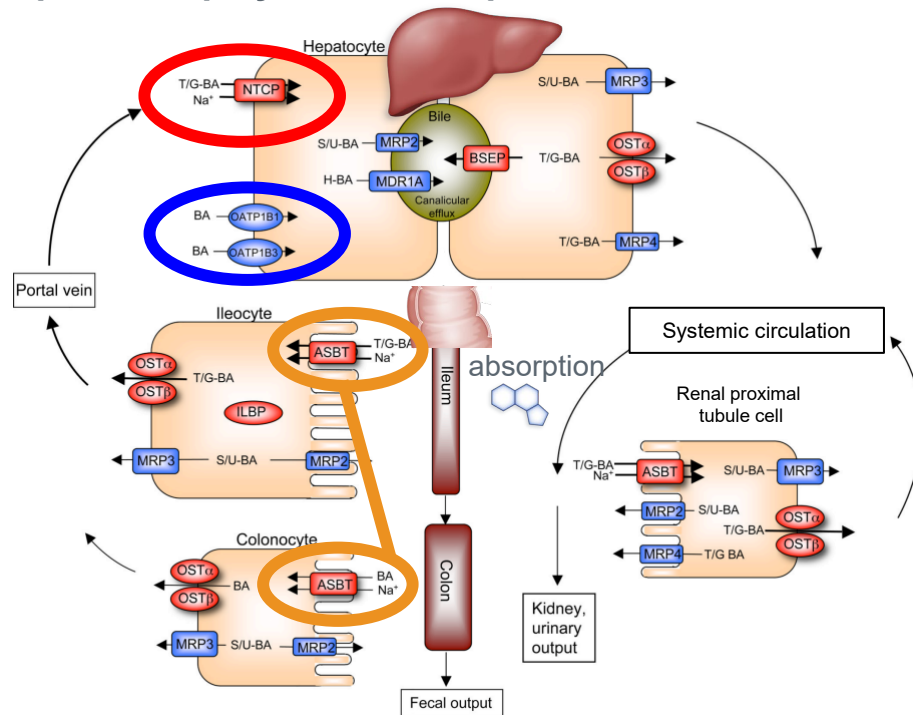 Hepatocyte
T/G-BA
Na+
NTCP
S/U-BA
MRP3
Bile
S/U-BA
MRP2
BSEP
T/G-BA
OSTα
OSTβ
H-BA
MDR1A
Canalicular
efflux
BA
OATP1B1
BA
OATP1B3
T/G-BA
MRP4
Portal vein
Ileocyte
Systemic circulation
OSTα
OSTβ
T/G-BA
ASBT
T/G-BA
Na+
Ileum
absorption
ILBP
Renal proximal
tubule cell
MRP3
S/U-BA
MRP2
T/G-BA
Na+
ASBT
S/U-BA
MRP3
MRP2
S/U-BA
T/G-BA
OSTα
OSTβ
MRP4
T/G BA
Colonocyte
OSTα
OSTβ
BA
ASBT
BA
Na+
Colon
MRP3
S/U-BA
MRP2
Kidney,
urinary
output
Fecal output